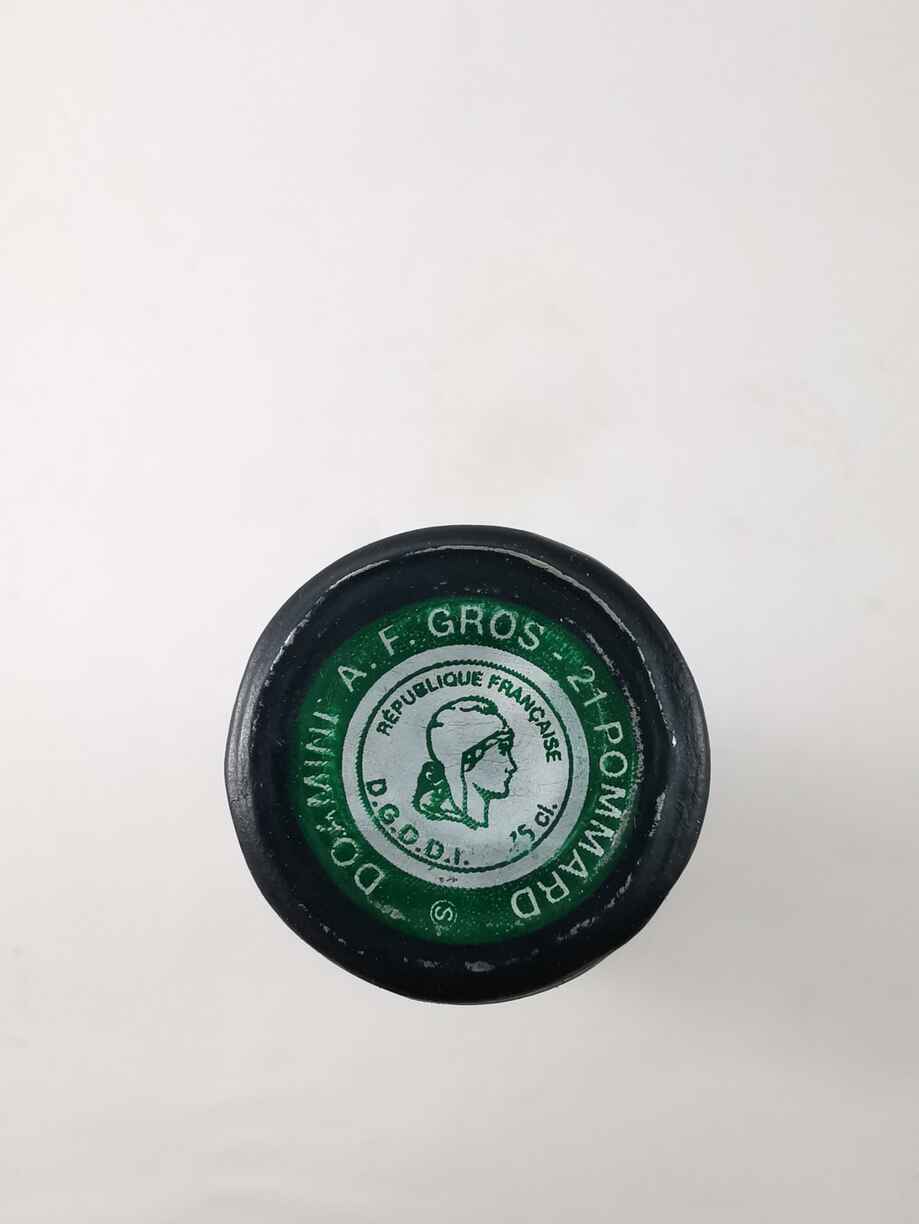 DOMAINE A. F. GROS - 21 POMMARD
RÉPUBLIQUE FRANÇAISE
D.G.D.D.I. 75 cl.
S